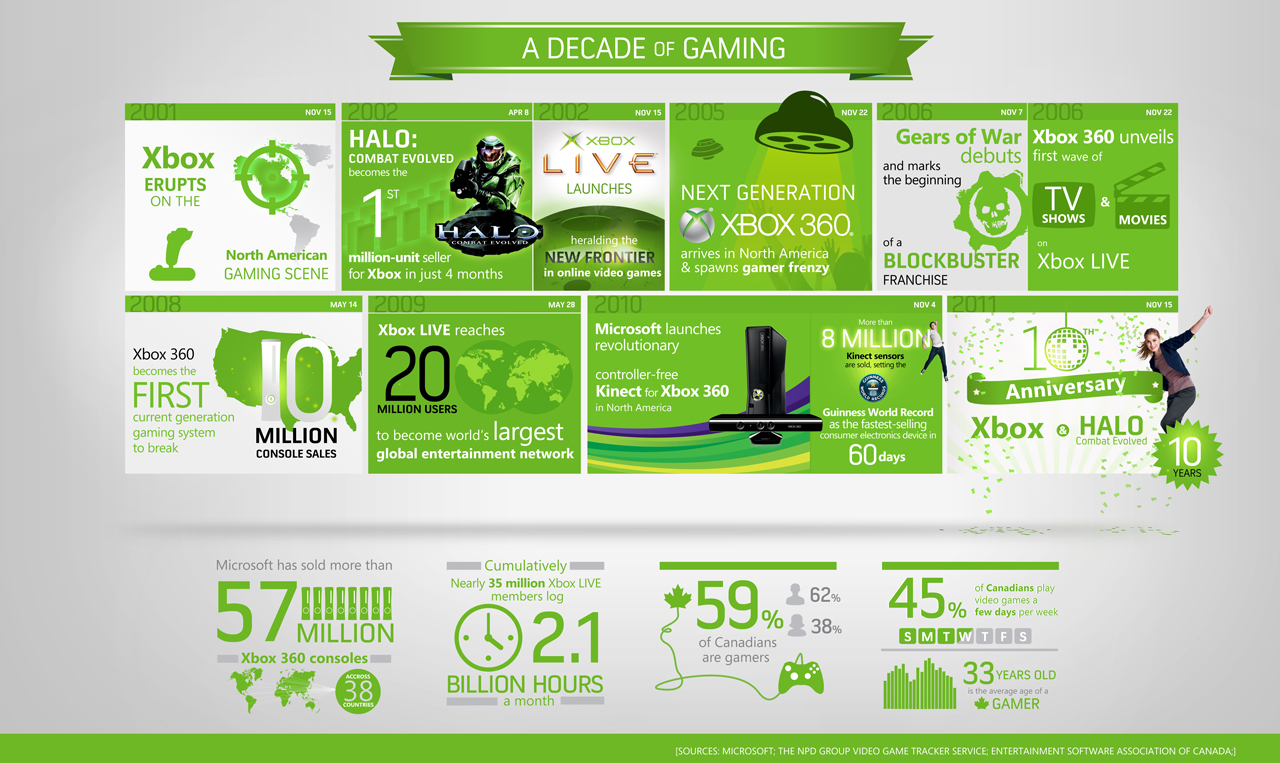 A DECADE OF GAMING
2001 NOV 15
Xbox
ERUPTS
ON THE
North American
GAMING SCENE
2002 APR 8
HALO:
COMBAT EVOLVED
becomes the
1ST
HALO
COMBAT EVOLVED
million-unit seller
for Xbox in just 4 months
2002 NOV 15
XBOX
LIVE
LAUNCHES
heralding the
NEW FRONTIER
in online video games
2005 NOV 22
NEXT GENERATION
XBOX 360.
arrives in North America
& spawns gamer frenzy
2006 NOV 7
Gears of War
debuts
and marks
the beginning
of a
BLOCKBUSTER
FRANCHISE
2006 NOV 22
Xbox 360 unveils
first wave of
TV
SHOWS
&
MOVIES
on
Xbox LIVE
2008 MAY 14
Xbox 360
becomes the
FIRST
current generation
gaming system
to break
10
MILLION
CONSOLE SALES
2009 MAY 28
Xbox LIVE reaches
20
MILLION USERS
to become world's largest
global entertainment network
2010 NOV 4
Microsoft launches
revolutionary
controller-free
Kinect for Xbox 360
in North America
More than
8 MILLION
Kinect sensors
are sold, setting the
Guinness World Record
as the fastest-selling
consumer electronics device in
60 days
2011 NOV 15
10TH
Anniversary
Xbox & HALO
Combat Evolved
10
YEARS
Microsoft has sold more than
57
MILLION
Xbox 360 consoles
ACCROSS
38
COUNTRIES
Cumulatively
Nearly 35 million Xbox LIVE
members log
2.1
BILLION HOURS
a month
59%
of Canadians
are gamers
62%
38%
45%
of Canadians play
video games a
few days per week
S M T W T F S
33 YEARS OLD
is the average age of a
GAMER
[SOURCES: MICROSOFT; THE NPD GROUP VIDEO GAME TRACKER SERVICE; ENTERTAINMENT SOFTWARE ASSOCIATION OF CANADA;]